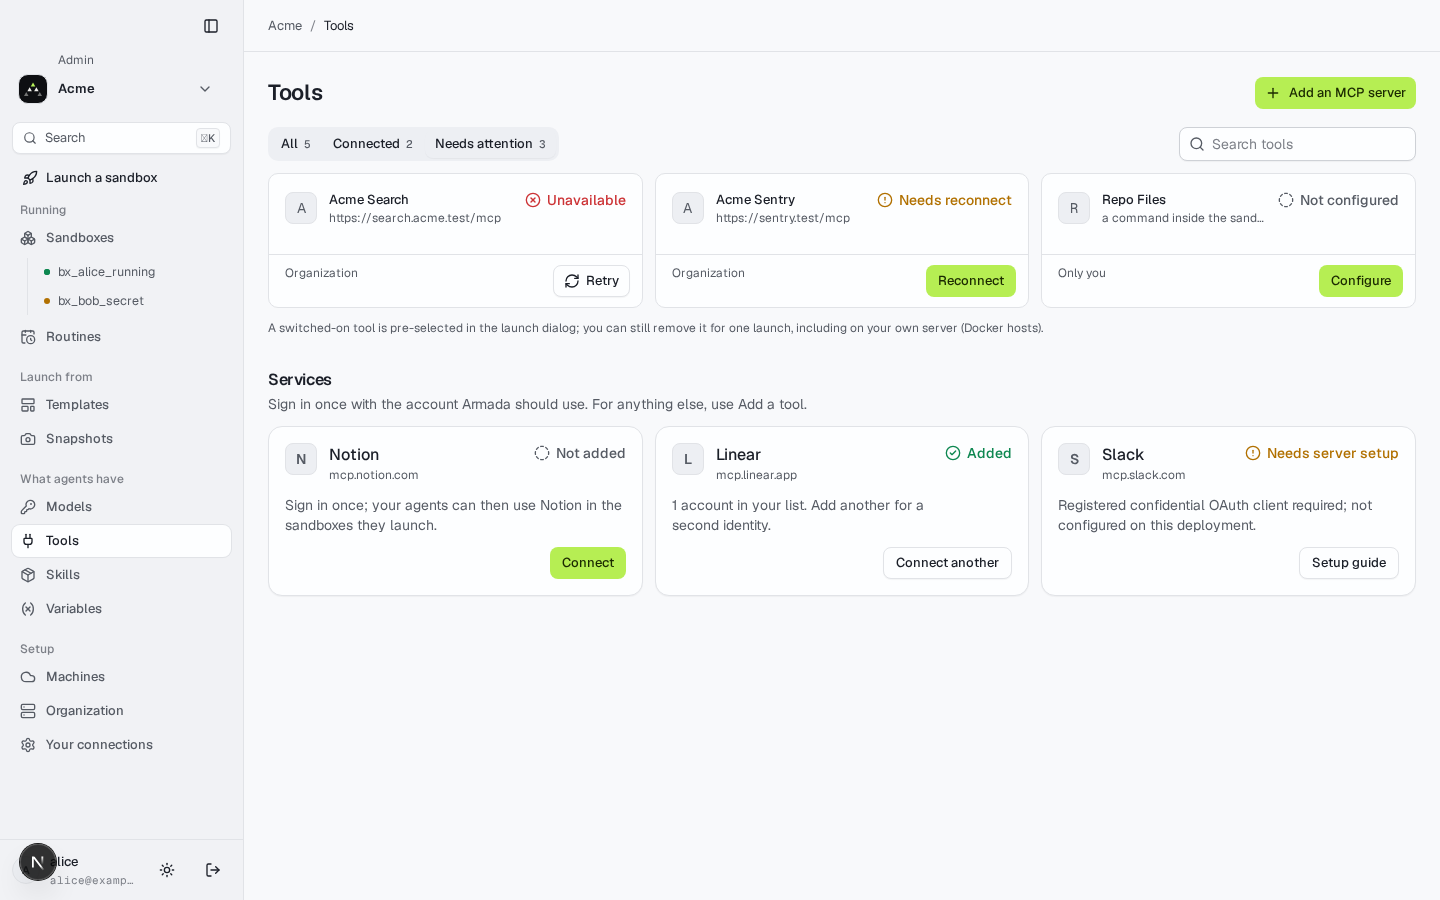 Acme / Tools
Admin
Acme
Search K
Launch a sandbox
Running
Sandboxes
bx_alice_running
bx_bob_secret
Routines
Launch from
Templates
Snapshots
What agents have
Models
Tools
Skills
Variables
Setup
Machines
Organization
Your connections
N alice
alice@examp…
Tools
Add an MCP server
All 5 Connected 2 Needs attention 3
Search tools
A Acme Search Unavailable
https://search.acme.test/mcp
Organization Retry
A Acme Sentry Needs reconnect
https://sentry.test/mcp
Organization Reconnect
R Repo Files Not configured
a command inside the sand…
Only you Configure
A switched-on tool is pre-selected in the launch dialog; you can still remove it for one launch, including on your own server (Docker hosts).
Services
Sign in once with the account Armada should use. For anything else, use Add a tool.
N Notion Not added
mcp.notion.com
Sign in once; your agents can then use Notion in the
sandboxes they launch.
Connect
L Linear Added
mcp.linear.app
1 account in your list. Add another for a
second identity.
Connect another
S Slack Needs server setup
mcp.slack.com
Registered confidential OAuth client required; not
configured on this deployment.
Setup guide